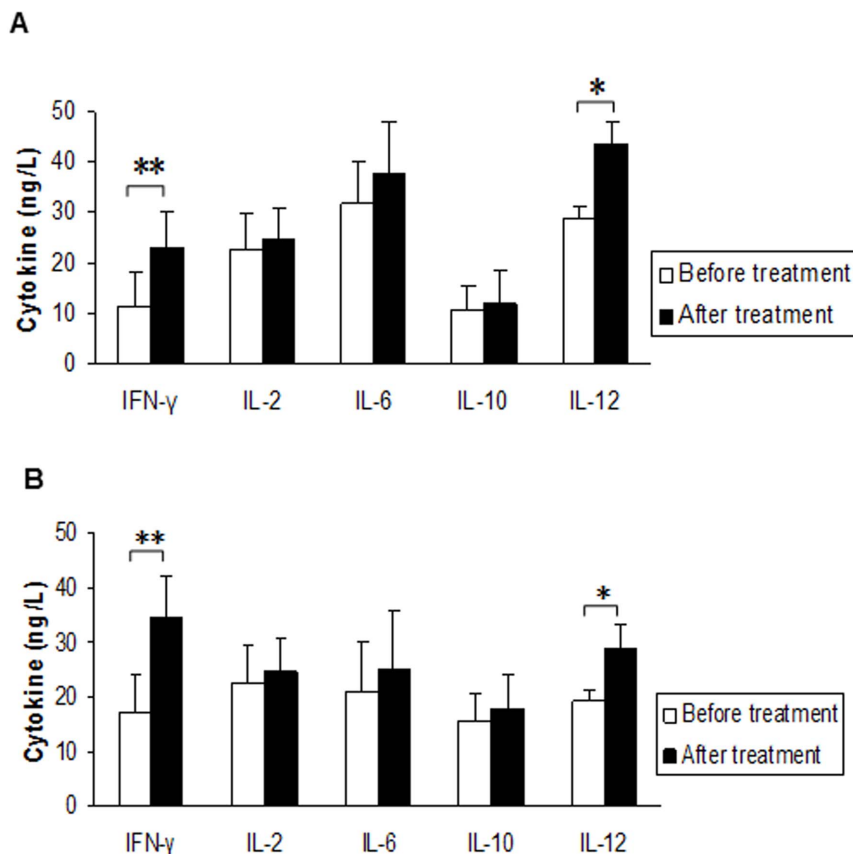 A
Cytokine (ng/L)
50
40
30
20
10
0
**
*
IFN-γ IL-2 IL-6 IL-10 IL-12
Before treatment
After treatment
B
Cytokine (ng/L)
50
40
30
20
10
0
**
*
IFN-γ IL-2 IL-6 IL-10 IL-12
Before treatment
After treatment